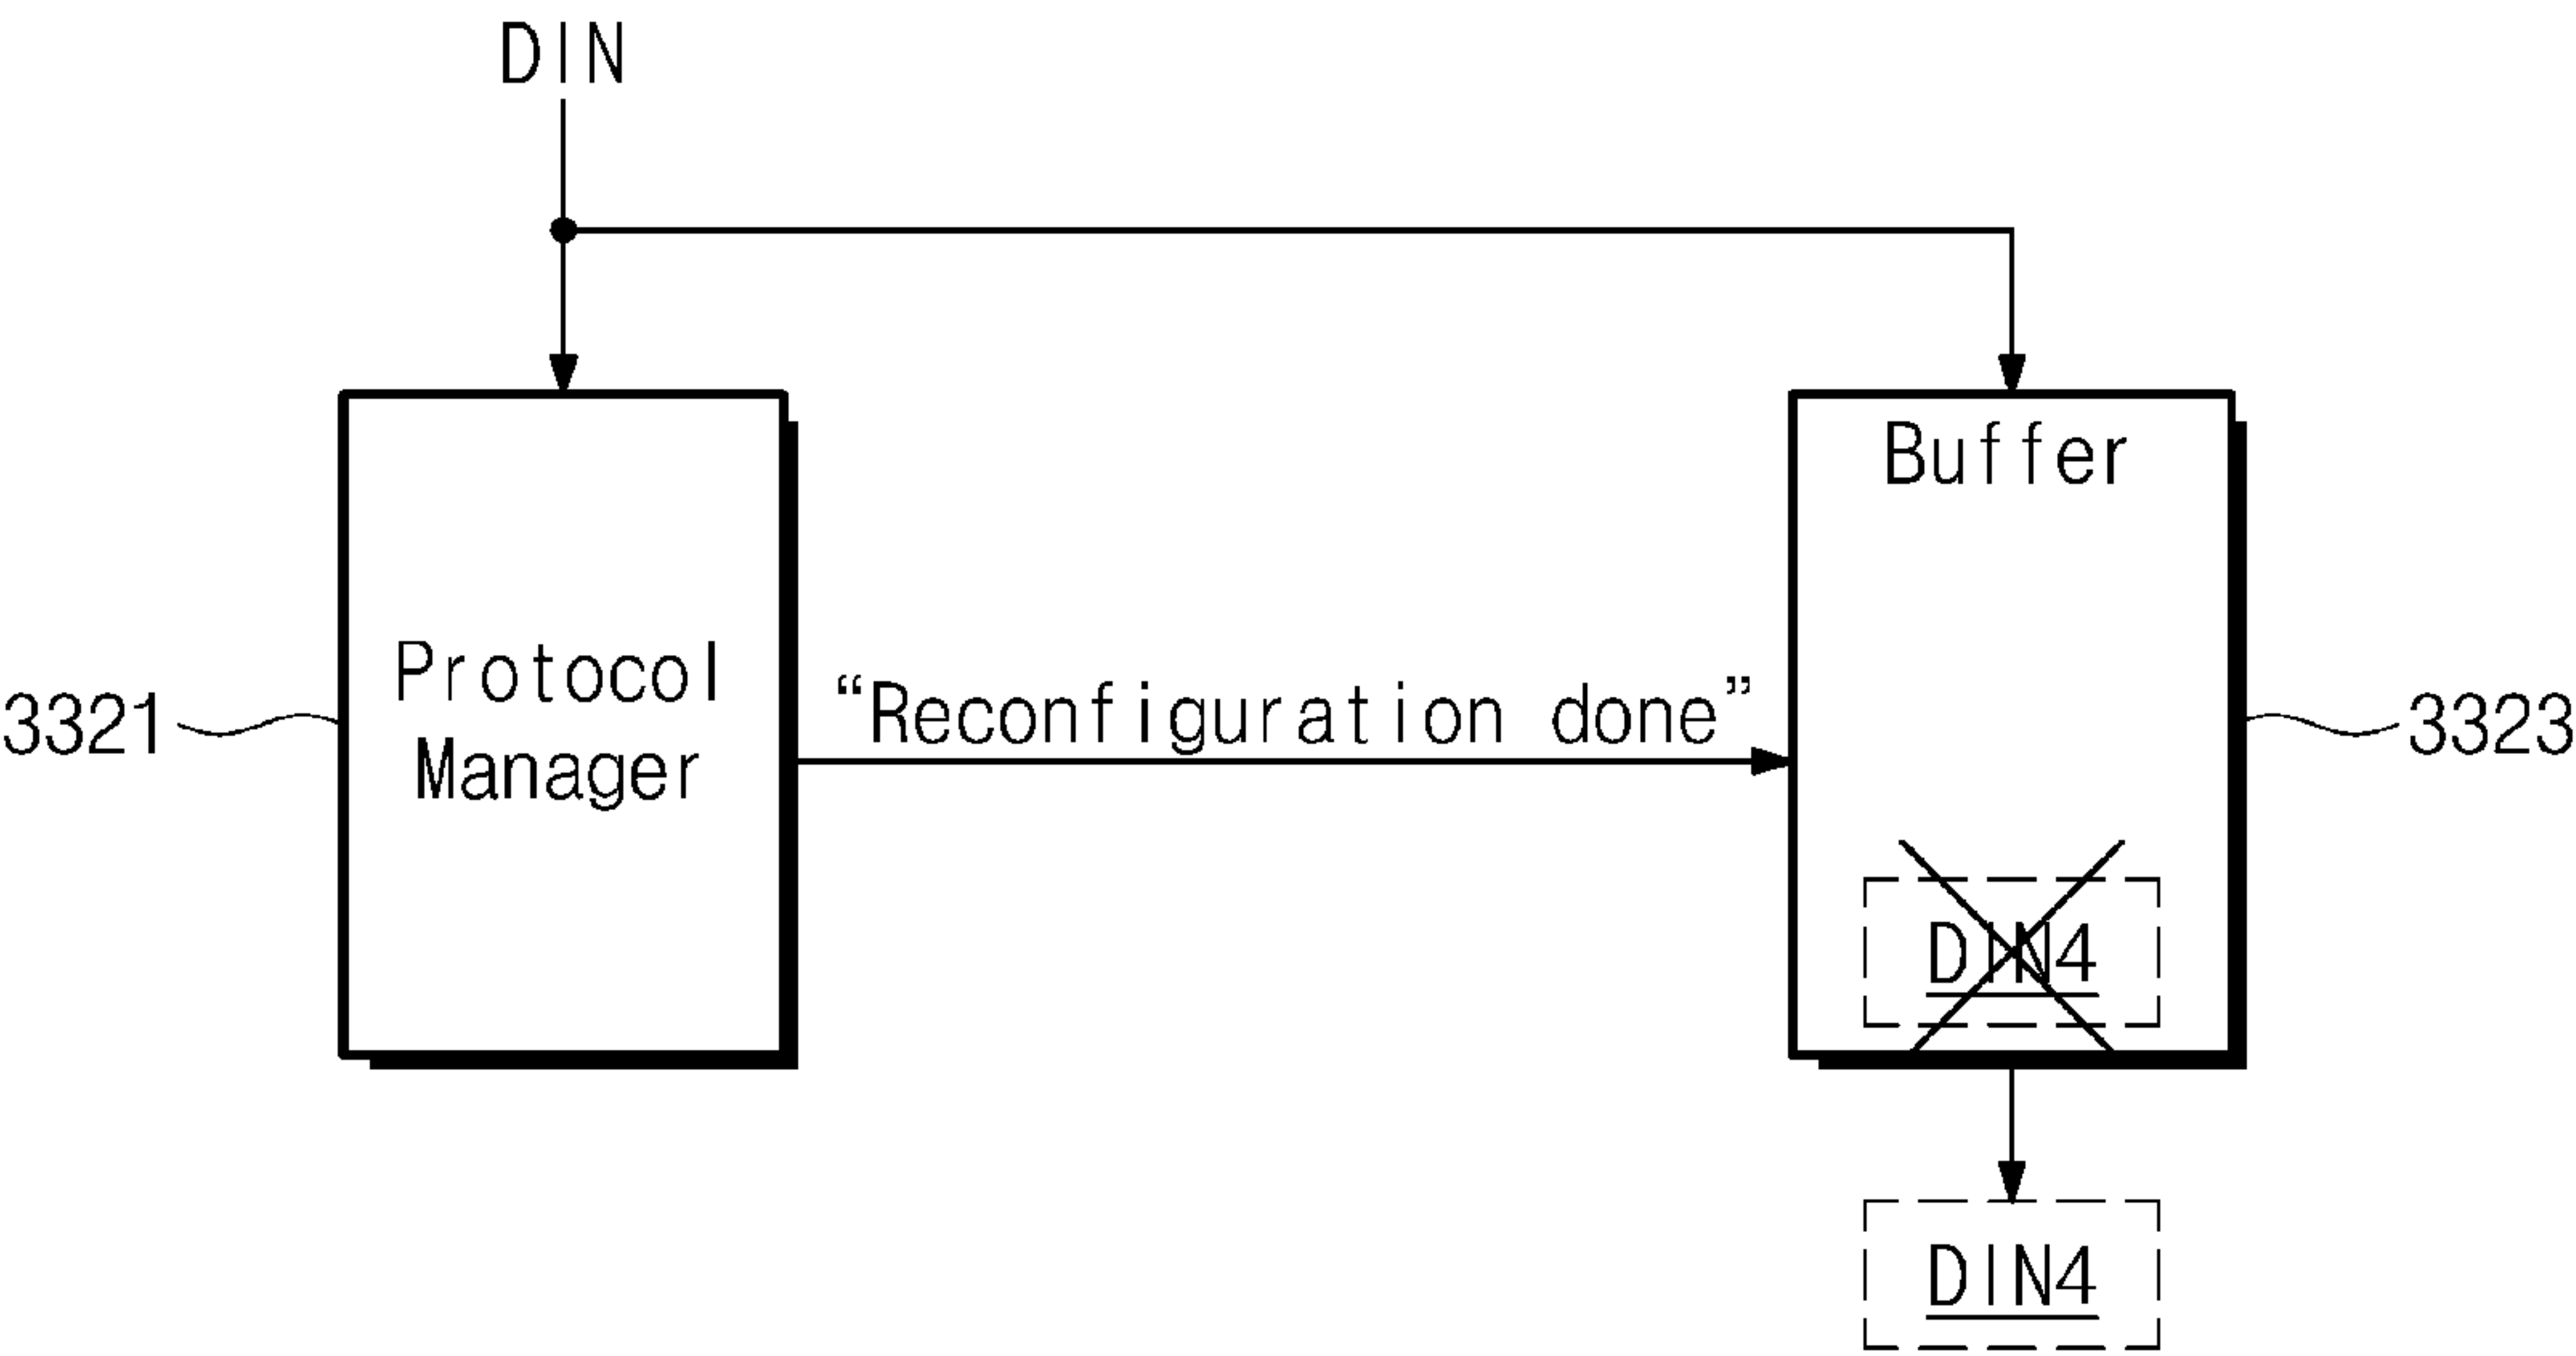 DIN
Buffer
Protocol
Manager
3321
“Reconfiguration done”
3323
DIN4
DIN4